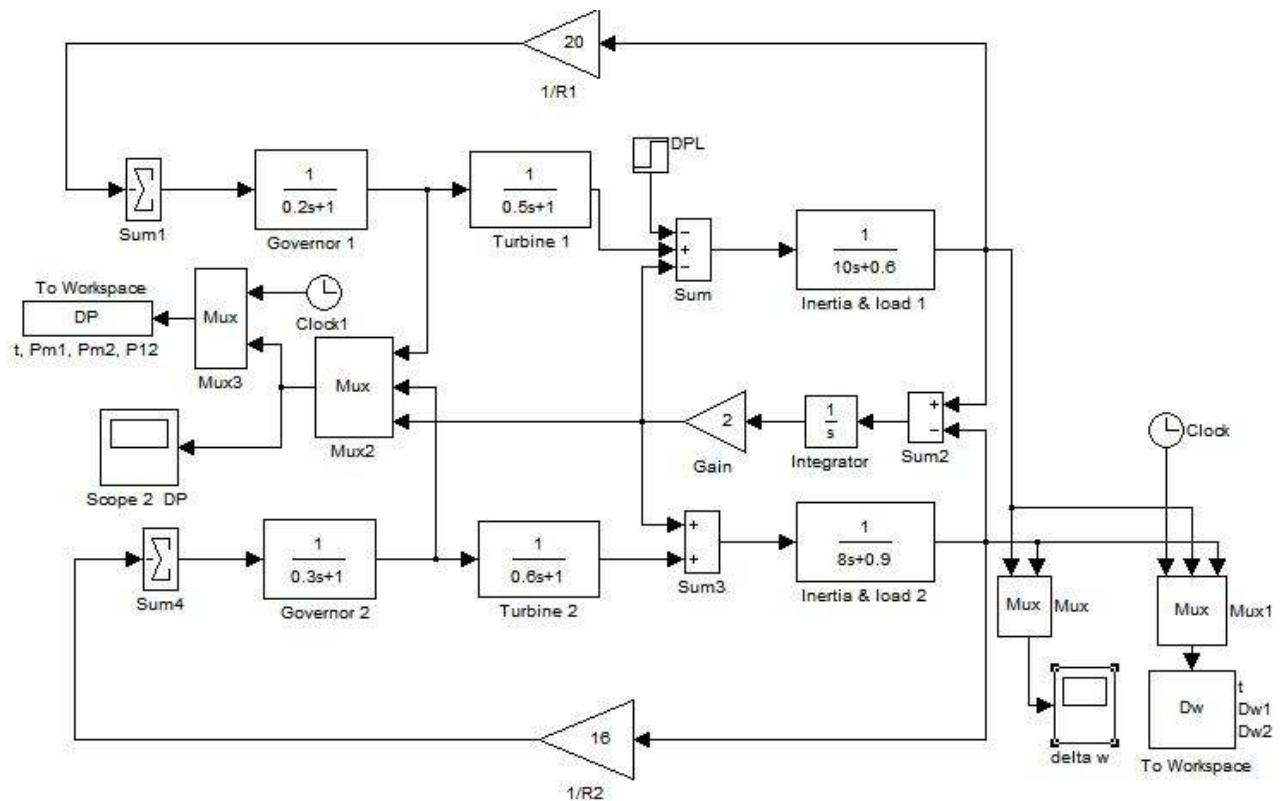 20
1/R1
DPL
1
0.2s+1
Governor 1
Sum1
1
0.5s+1
Turbine 1
−
+
−
Sum
1
10s+0.6
Inertia & load 1
To Workspace
DP
t, Pm1, Pm2, P12
Mux
Mux3
Clock1
Mux
Mux2
Scope 2 DP
2
Gain
1
s
Integrator
+
−
Sum2
Clock
−
Sum4
1
0.3s+1
Governor 2
1
0.6s+1
Turbine 2
+
+
Sum3
1
8s+0.9
Inertia & load 2
Mux
Mux
Mux
Mux1
delta w
Dw
t
Dw1
Dw2
To Workspace
16
1/R2